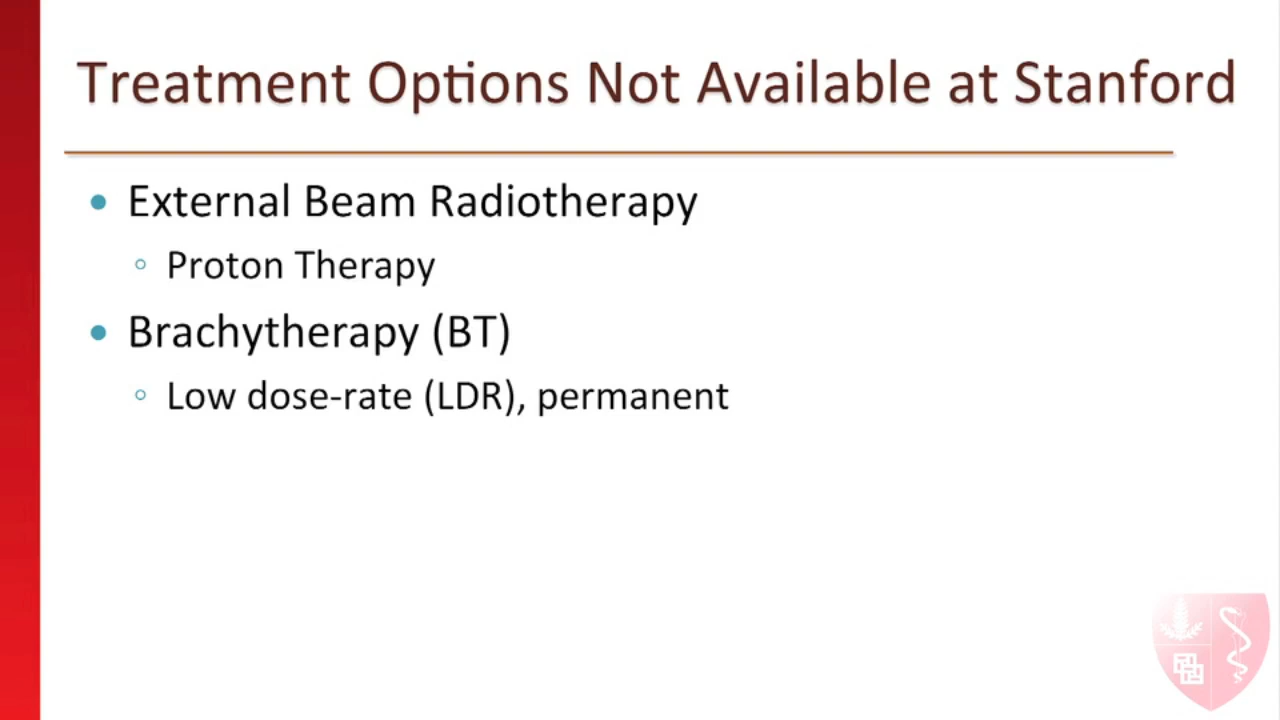 Treatment Options Not Available at Stanford
• External Beam Radiotherapy
◦ Proton Therapy
• Brachytherapy (BT)
◦ Low dose-rate (LDR), permanent